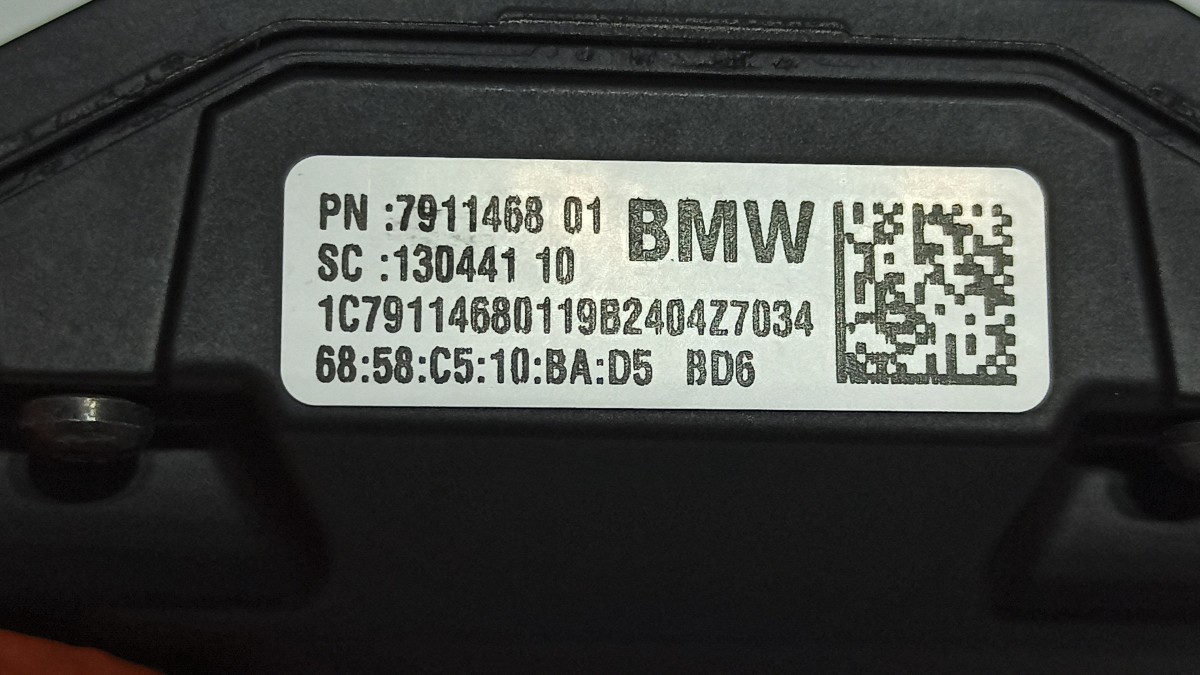 PN :7911468 01 BMW
SC :130441 10
1C79114680119B2404Z7034
68:58:C5:10:BA:D5 BD6